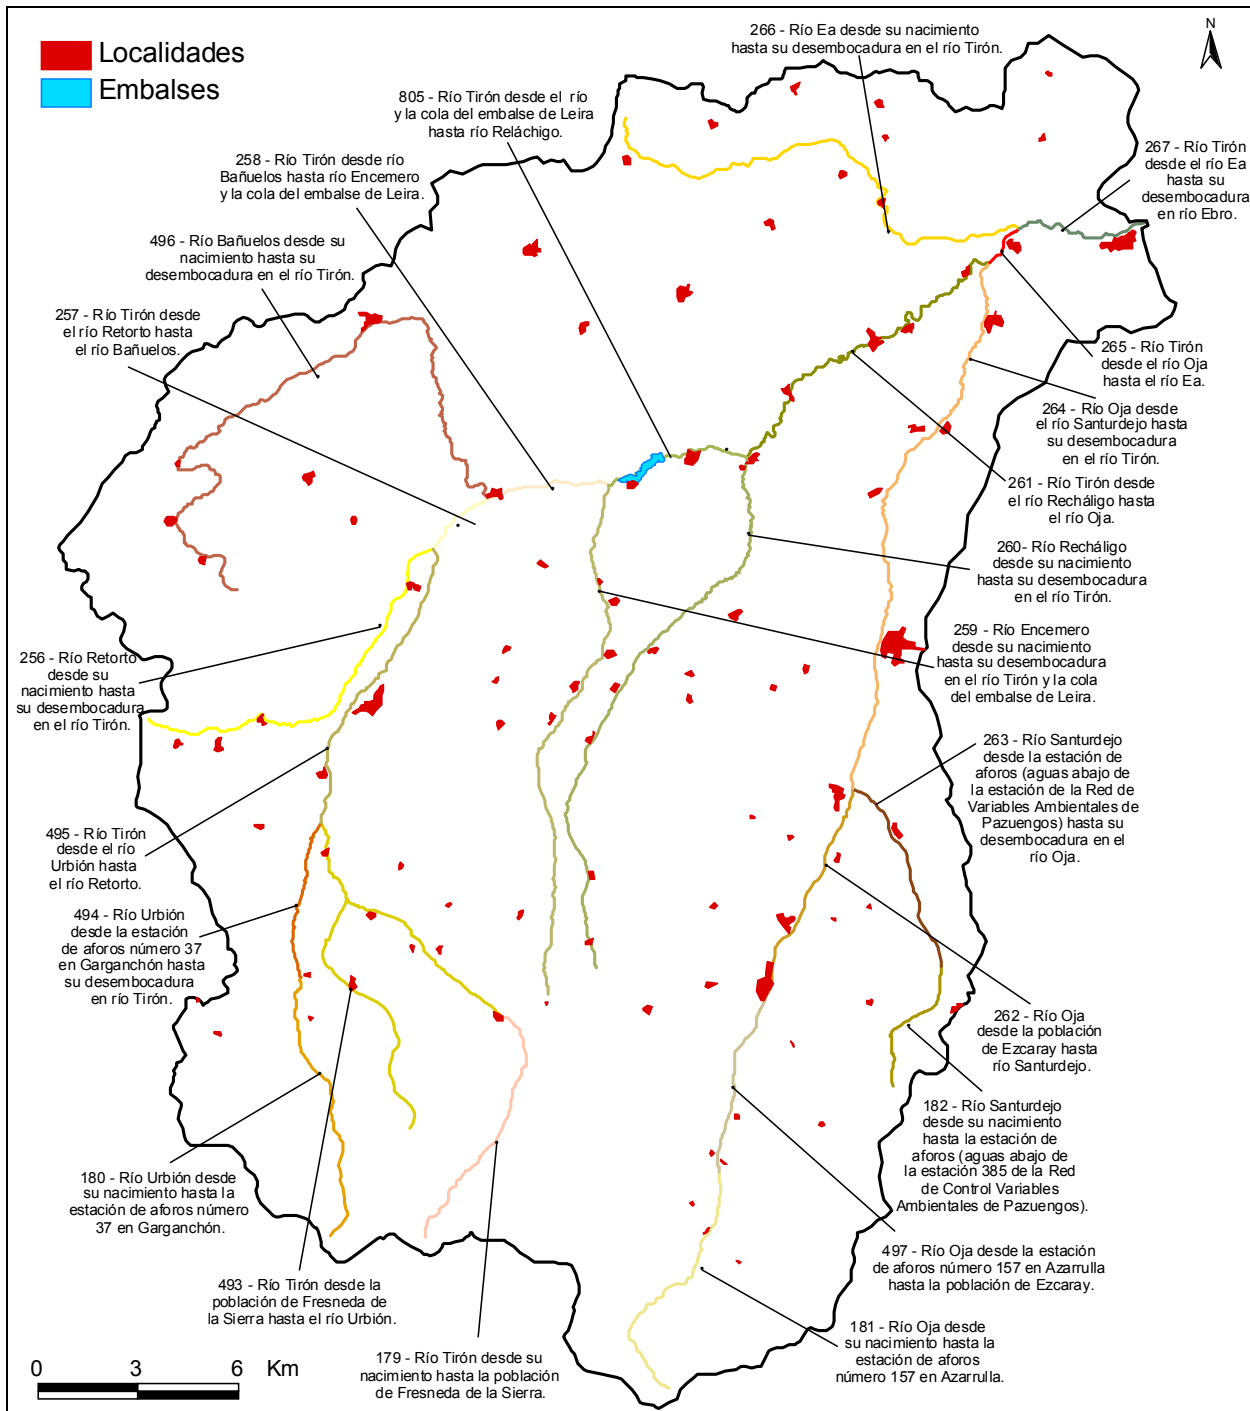 N
Localidades
Embalses
266 - Río Ea desde su nacimiento
hasta su desembocadura en el río Tirón.
805 - Río Tirón desde el  río
y la cola del embalse de Leira
hasta río Reláchigo.
267 - Río Tirón
desde el río Ea
hasta su
desembocadura
en río Ebro.
258 - Río Tirón desde río
Bañuelos hasta río Encemero
y la cola del embalse de Leira.
496 - Río Bañuelos desde su
nacimiento hasta su
desembocadura en el río Tirón.
257 - Río Tirón desde
el río Retorto hasta
el río Bañuelos.
265 - Río Tirón
desde el río Oja
hasta el río Ea.
264 - Río Oja desde
el río Santurdejo hasta
su desembocadura
en el río Tirón.
261 - Río Tirón desde
el río Recháligo hasta
el río Oja.
260- Río Recháligo
desde su nacimiento
hasta su desembocadura
en el río Tirón.
259 - Río Encemero
desde su nacimiento
hasta su desembocadura
en el río Tirón y la cola
del embalse de Leira.
256 - Río Retorto
desde su
nacimiento hasta
su desembocadura
en el río Tirón.
263 - Río Santurdejo
desde la estación de
aforos (aguas abajo de
la estación de la Red de
Variables Ambientales de
Pazuengos) hasta su
desembocadura en el
río Oja.
495 - Río Tirón
desde el río
Urbión hasta
el río Retorto.
494 - Río Urbión
desde la estación
de aforos número 37
en Garganchón hasta
su desembocadura
en río Tirón.
262 - Río Oja
desde la población
de Ezcaray hasta
río Santurdejo.
182 - Río Santurdejo
desde su nacimiento
hasta la estación de
aforos (aguas abajo de
la estación 385 de la Red
de Control Variables
Ambientales de Pazuengos).
180 - Río Urbión desde
su nacimiento hasta la
estación de aforos número
37 en Garganchón.
497 - Río Oja desde la estación
de aforos número 157 en Azarrulla
hasta la población de Ezcaray.
493 - Río Tirón desde la
población de Fresneda de
la Sierra hasta el río Urbión.
181 - Río Oja desde
su nacimiento hasta la
estación de aforos
número 157 en Azarrulla.
179 - Río Tirón desde su
nacimiento hasta la población
de Fresneda de la Sierra.
0 3 6 Km